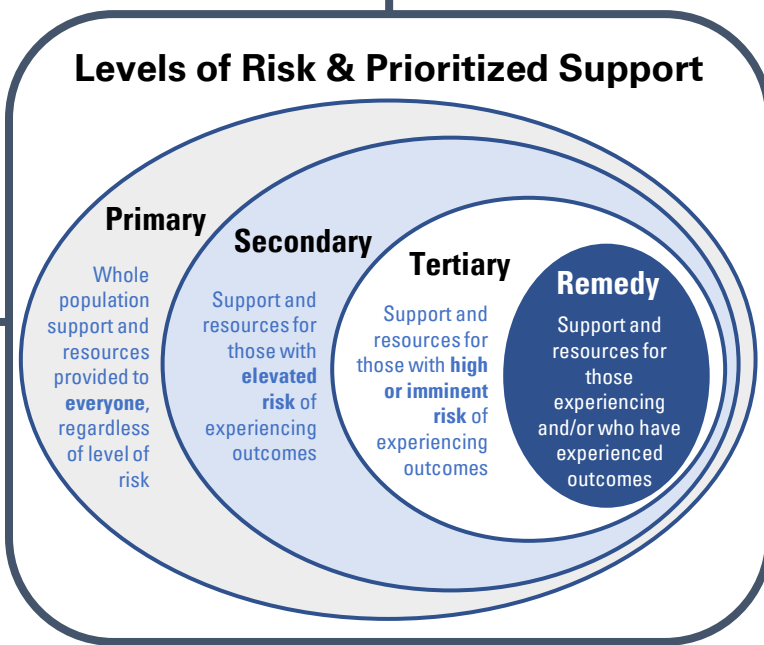 Levels of Risk & Prioritized Support
Primary
Whole
population
support and
resources
provided to
everyone,
regardless
of level of
risk
Secondary
Support and
resources for
those with
elevated
risk of
experiencing
outcomes
Tertiary
Support and
resources for
those with high
or imminent
risk of
experiencing
outcomes
Remedy
Support and
resources for
those
experiencing
and/or who have
experienced
outcomes